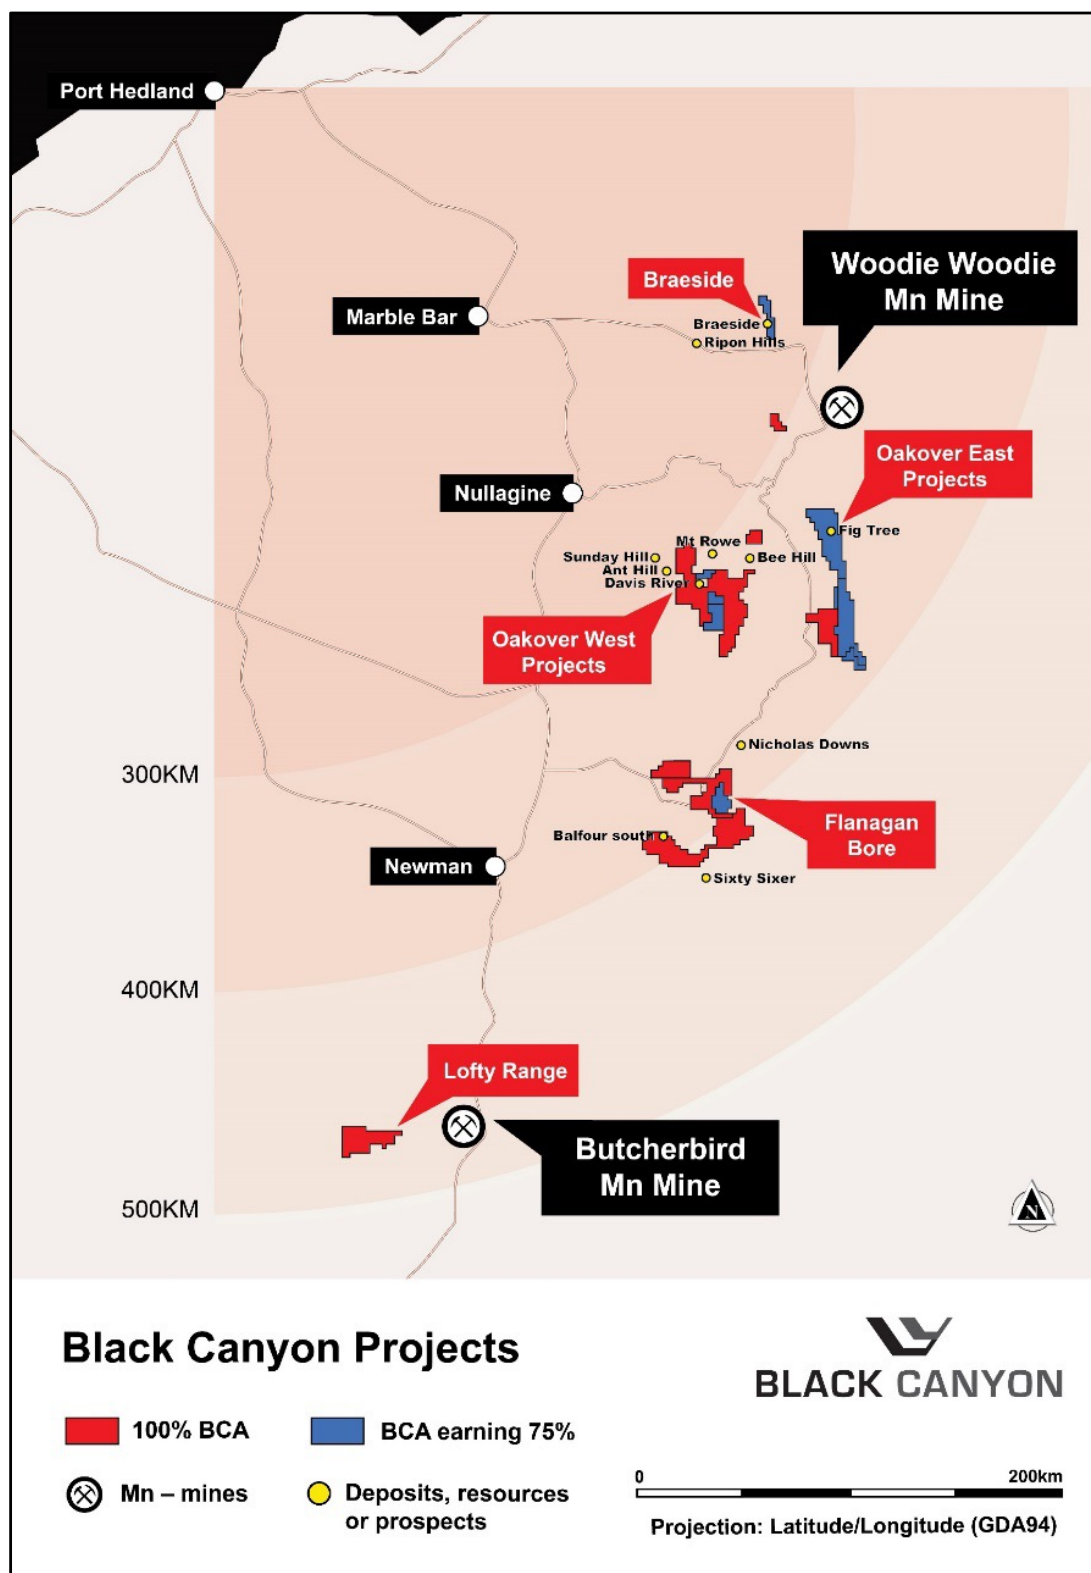 Port Hedland
Woodie Woodie
Mn Mine
Braeside
Marble Bar
Braeside
Ripon Hills
Oakover East
Projects
Nullagine
Fig Tree
Mt Rowe
Sunday Hill
Bee Hill
Ant Hill
Davis River
Oakover West
Projects
Nicholas Downs
300KM
Flanagan
Bore
Balfour south
Newman
Sixty Sixer
400KM
Lofty Range
Butcherbird
Mn Mine
500KM
N
Black Canyon Projects
BLACK CANYON
100% BCA
BCA earning 75%
Mn – mines
Deposits, resources
or prospects
0 200km
Projection: Latitude/Longitude (GDA94)